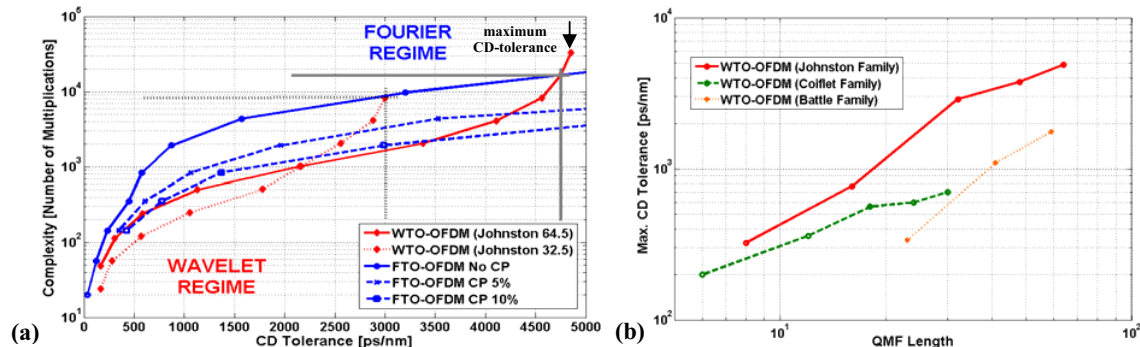 10^5
10^4
10^3
10^2
10^1
Complexity [Number of Multiplications]
FOURIER
REGIME
maximum
CD-tolerance
WAVELET
REGIME
WTO-OFDM (Johnston 64.5)
WTO-OFDM (Johnston 32.5)
FTO-OFDM No CP
FTO-OFDM CP 5%
FTO-OFDM CP 10%
0 500 1000 1500 2000 2500 3000 3500 4000 4500 5000
CD Tolerance [ps/nm]
(a)
10^4
10^3
10^2
Max. CD Tolerance [ps/nm]
WTO-OFDM (Johnston Family)
WTO-OFDM (Coiflet Family)
WTO-OFDM (Battle Family)
10^1 10^2
QMF Length
(b)